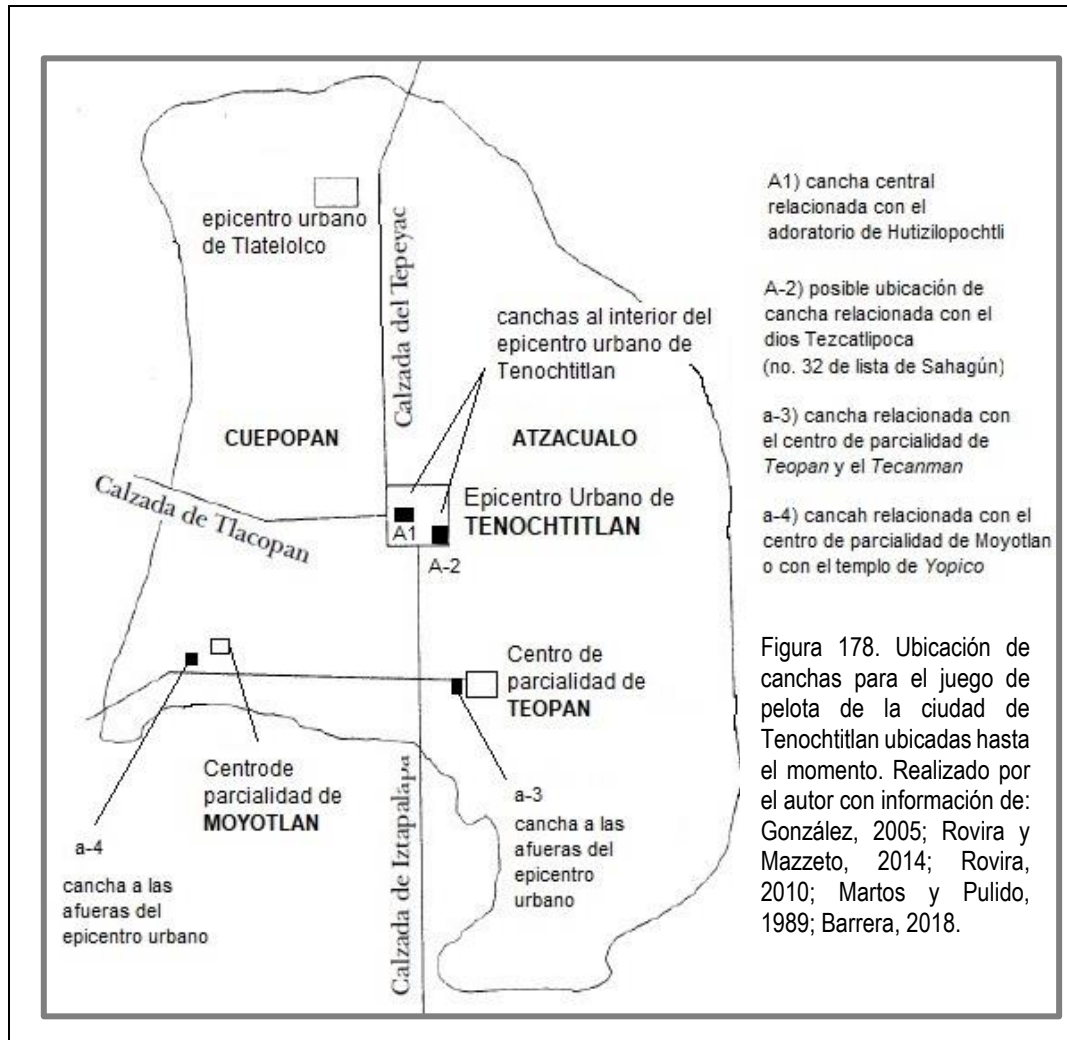 epicentro urbano
de Tlatelolco
Calzada del Tepeyac
canchas al interior del
epicentro urbano de
Tenochtitlan
CUEPOPAN
ATZACUALO
Calzada de Tlacopan
Epicentro Urbano de
TENOCHTITLAN
A1
A-2
Centro de
parcialidad de
TEOPAN
Centrode
parcialidad de
MOYOTLAN
Calzada de Iztapalapa
a-3
cancha a las
afueras del
epicentro
urbano
a-4
cancha a las
afueras del
epicentro urbano
A1) cancha central
relacionada con el
adoratorio de Hutizilopochtli
A-2) posible ubicación de
cancha relacionada con el
dios Tezcatlipoca
(no. 32 de lista de Sahagún)
a-3) cancha relacionada con
el centro de parcialidad de
Teopan y el Tecanman
a-4) cancah relacionada con el
centro de parcialidad de Moyotlan
o con el templo de Yopico
Figura 178. Ubicación de
canchas para el juego de
pelota de la ciudad de
Tenochtitlan ubicadas hasta
el momento. Realizado por
el autor con información de:
González, 2005; Rovira y
Mazzeto, 2014; Rovira,
2010; Martos y Pulido,
1989; Barrera, 2018.